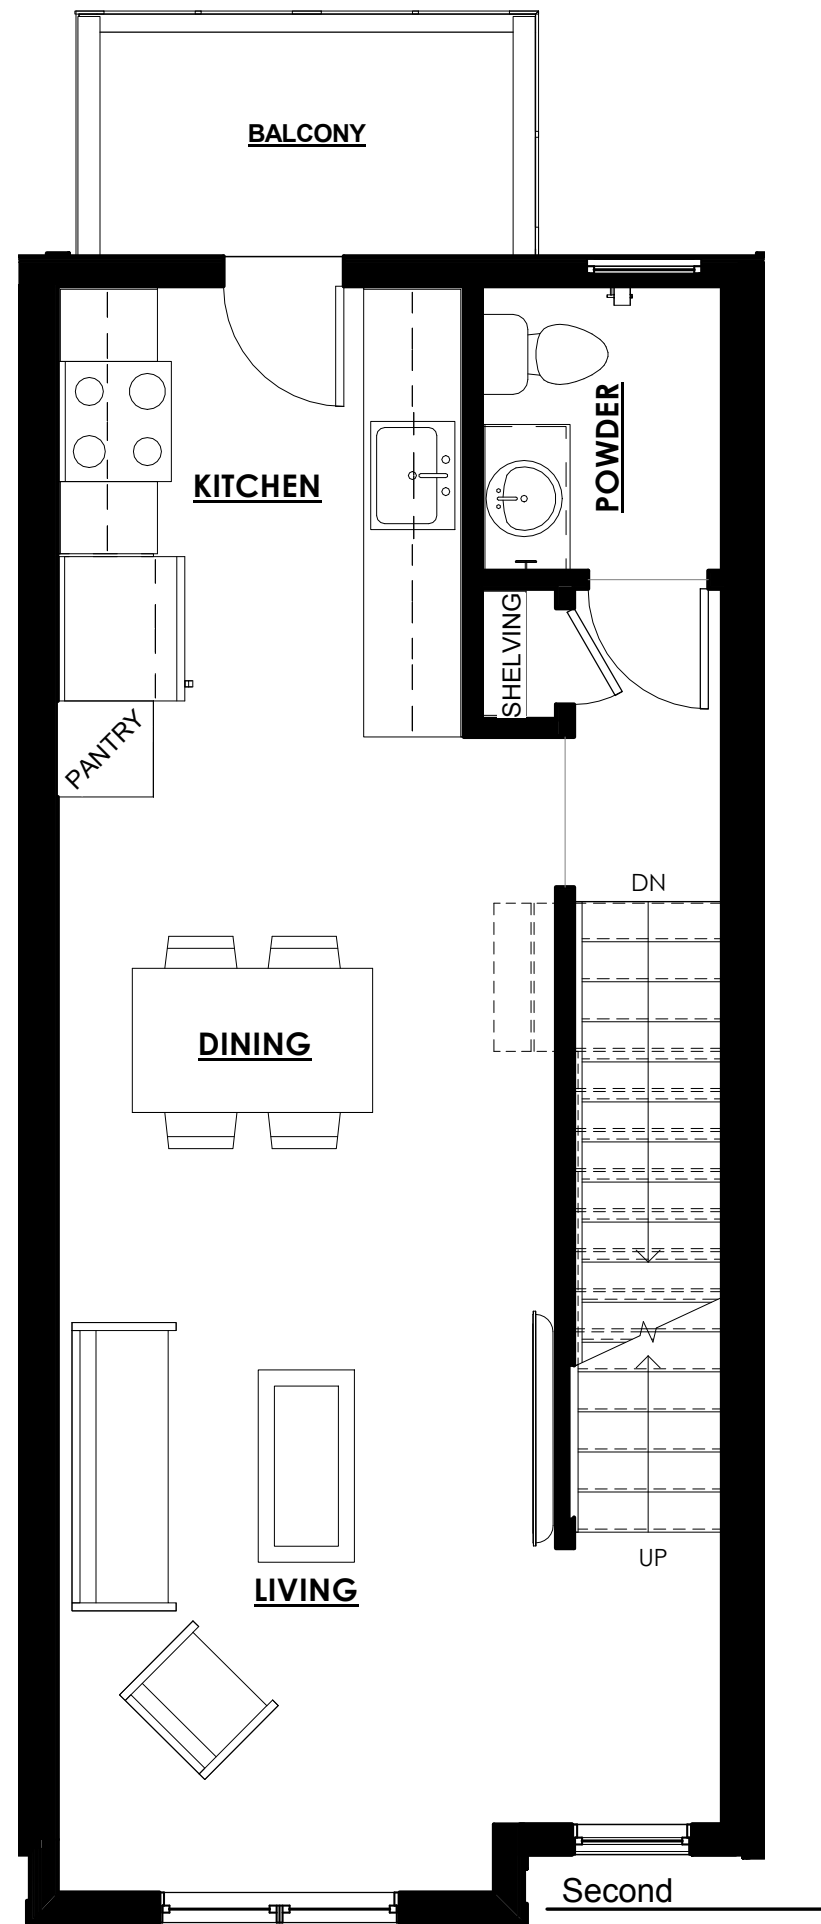 BALCONY
KITCHEN
POWDER
SHELVING
PANTRY
DN
DINING
UP
LIVING
Second